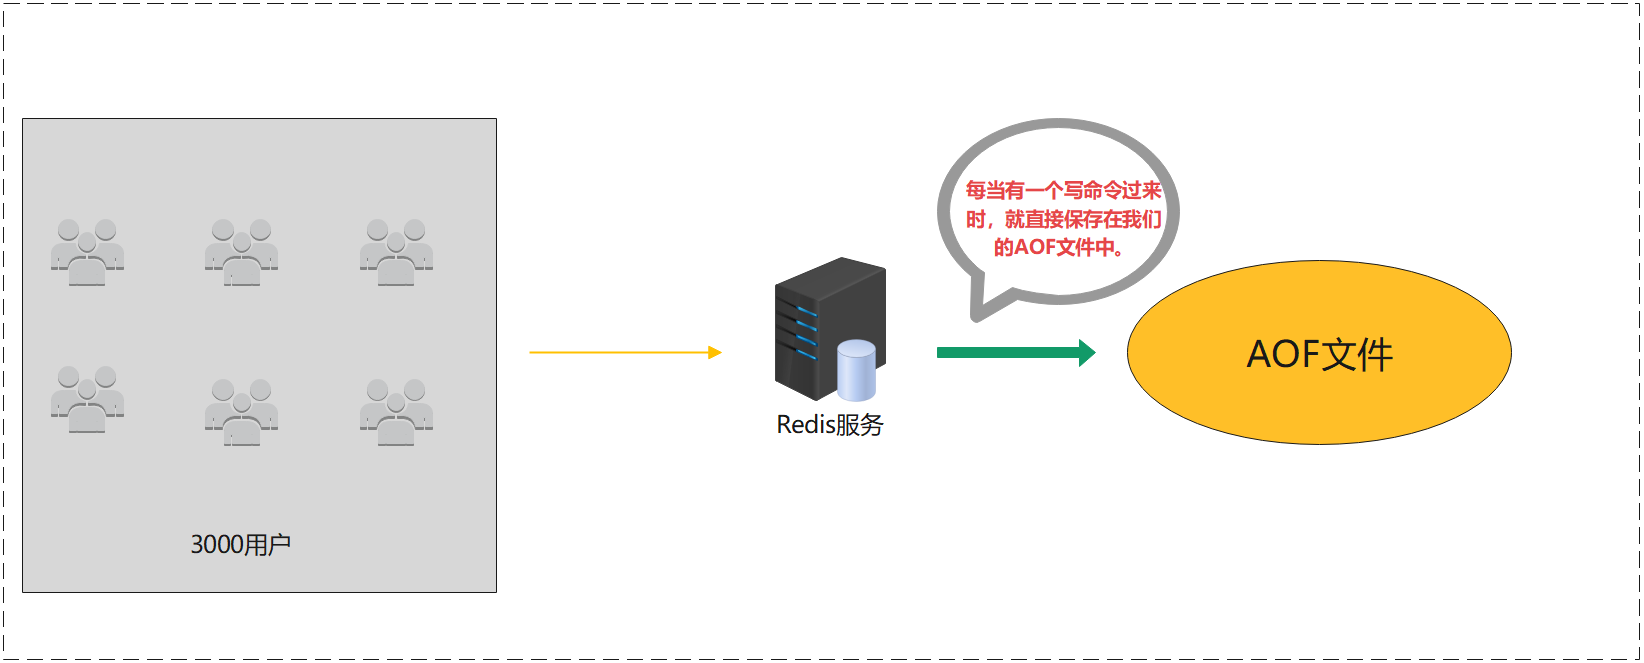 每当有一个写命令过来
时，就直接保存在我们
的AOF文件中。
AOF文件
Redis服务
3000用户